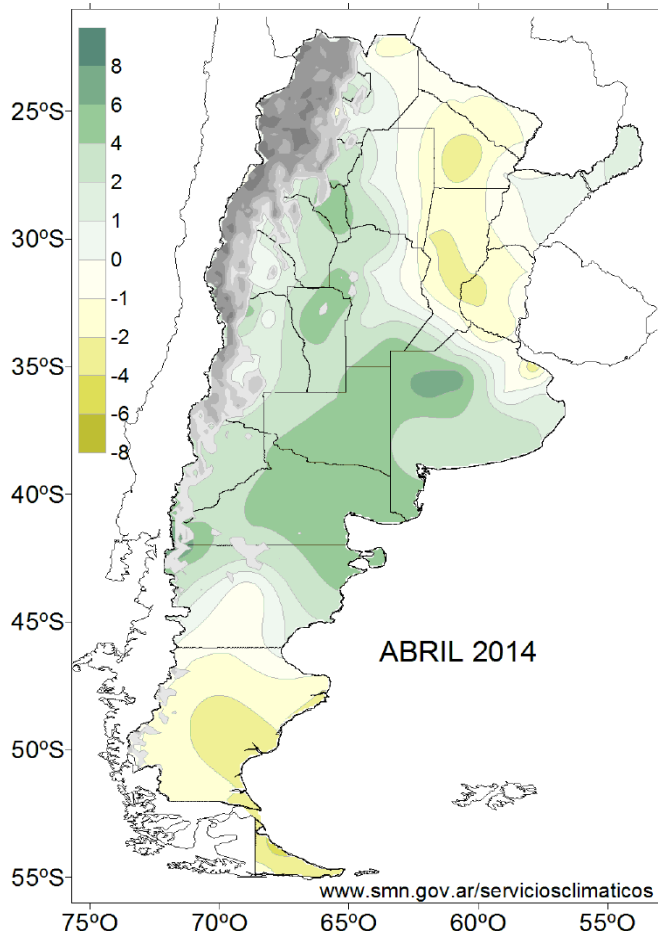 8
6
4
2
1
0
-1
-2
-4
-6
-8
25ºS
30ºS
35ºS
40ºS
45ºS
50ºS
55ºS
ABRIL 2014
www.smn.gov.ar/serviciosclimaticos
75ºO
70ºO
65ºO
60ºO
55ºO